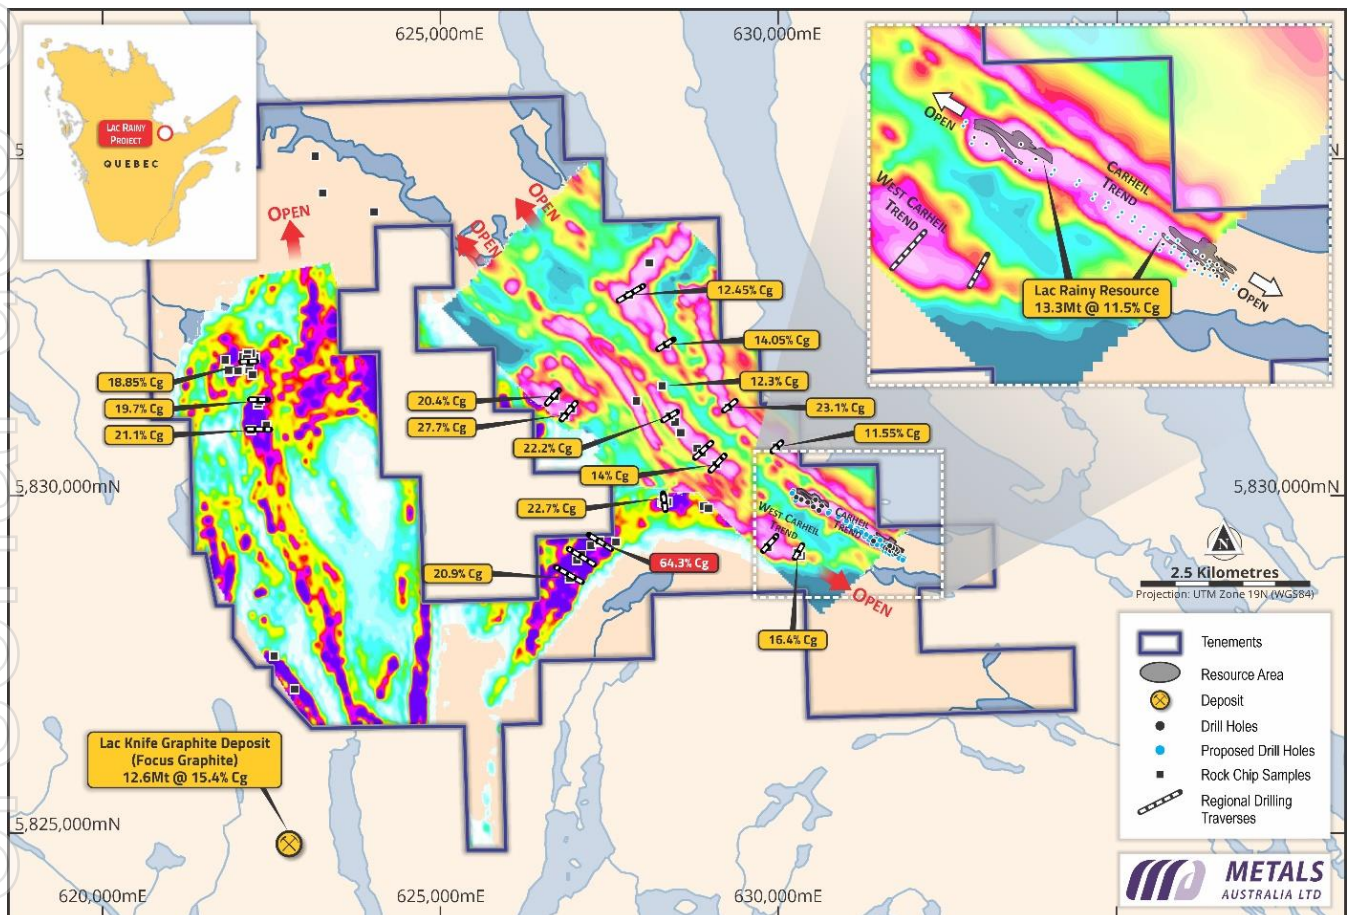 625,000mE
630,000mE
LAC RAINY
PROJECT
QUEBEC
OPEN
OPEN
OPEN
OPEN
CARHEIL
TREND
WEST CARHEIL
TREND
Lac Rainy Resource
13.3Mt @ 11.5% Cg
OPEN
12.45% Cg
14.05% Cg
12.3% Cg
23.1% Cg
11.55% Cg
18.85% Cg
19.7% Cg
21.1% Cg
20.4% Cg
27.7% Cg
22.2% Cg
14% Cg
22.7% Cg
20.9% Cg
64.3% Cg
16.4% Cg
WEST CARHEIL
TREND
CARHEIL
TREND
OPEN
5,830,000mN
5,830,000mN
N
2.5 Kilometres
Projection: UTM Zone 19N (WGS84)
Tenements
Resource Area
Deposit
Drill Holes
Proposed Drill Holes
Rock Chip Samples
Regional Drilling
Traverses
Lac Knife Graphite Deposit
(Focus Graphite)
12.6Mt @ 15.4% Cg
5,825,000mN
620,000mE
625,000mE
630,000mE
METALS
AUSTRALIA LTD